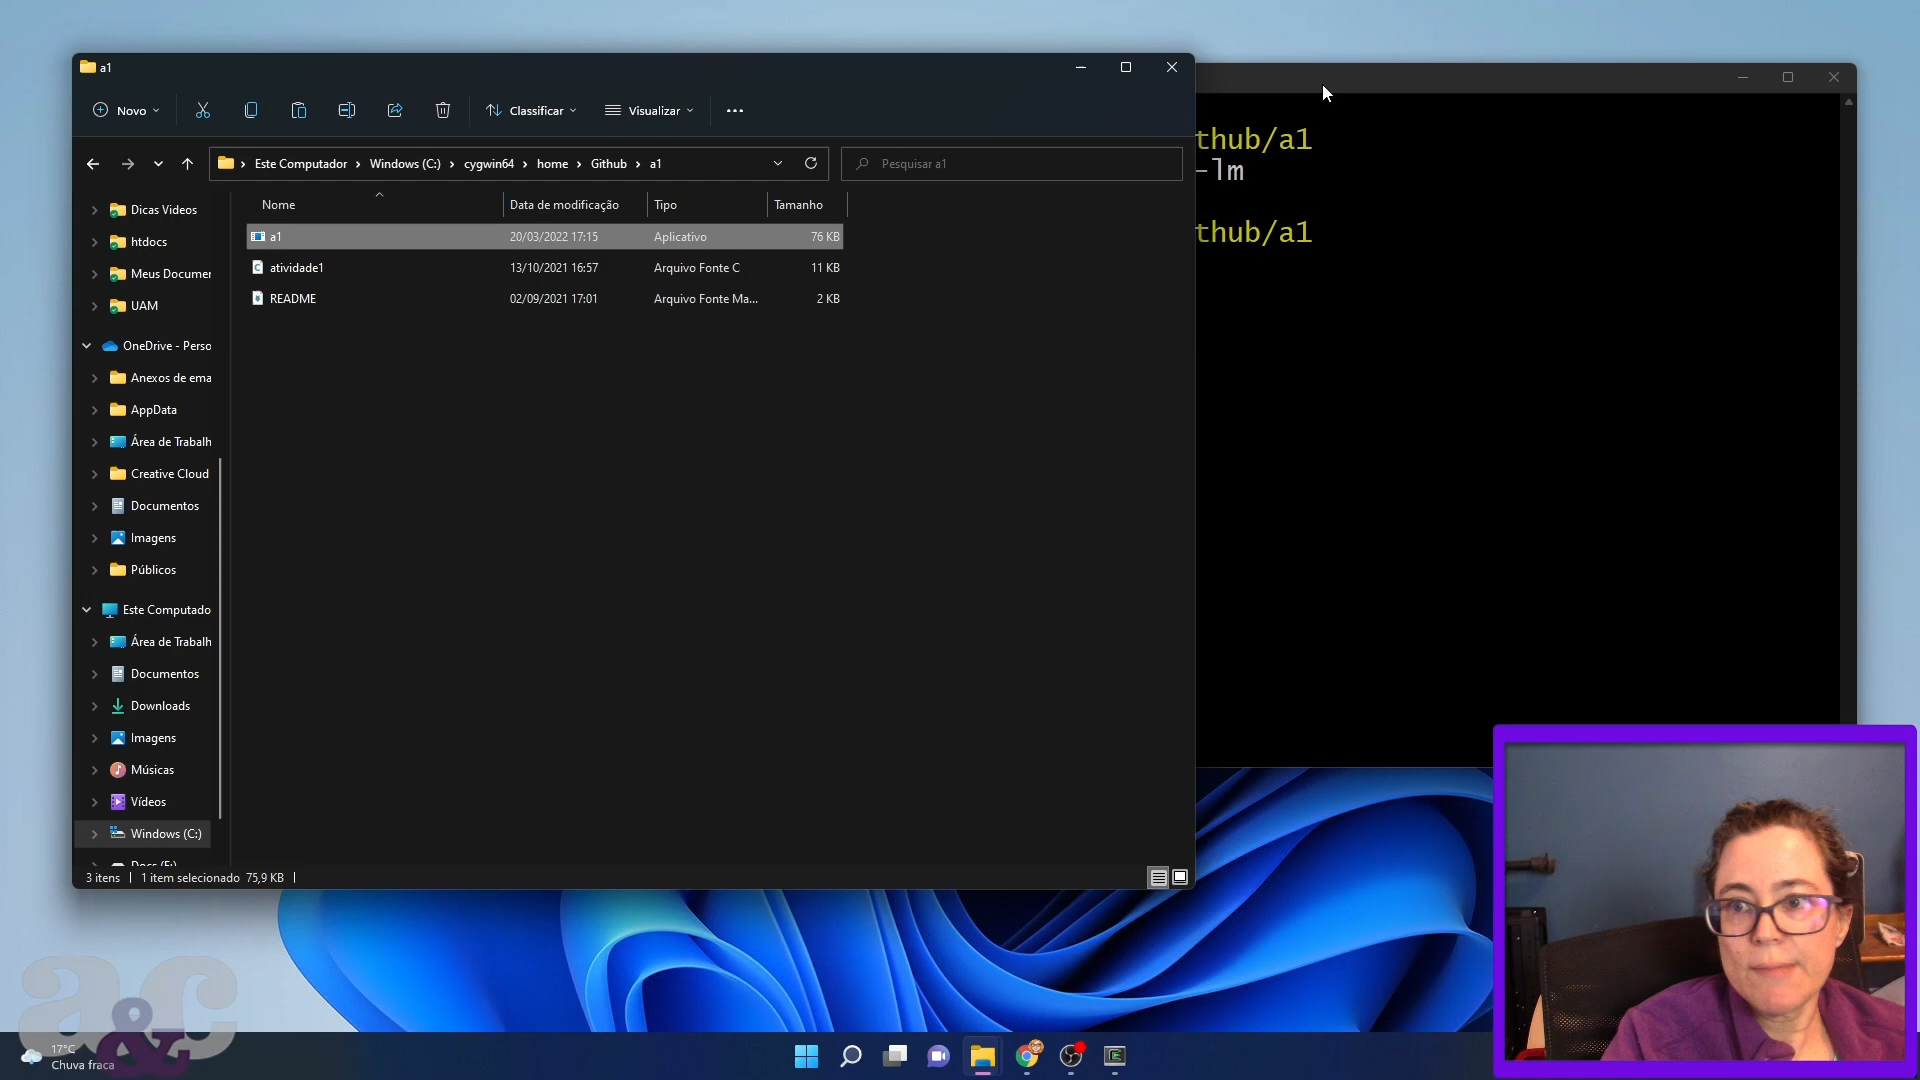 a1
Novo
Classificar
Visualizar
Este Computador
Windows (C:)
cygwin64
home
Github
a1
Pesquisar a1
Nome
Data de modificação
Tipo
Tamanho
a1
20/03/2022 17:15
Aplicativo
76 KB
atividade1
13/10/2021 16:57
Arquivo Fonte C
11 KB
README
02/09/2021 17:01
Arquivo Fonte Ma...
2 KB
Dicas Videos
htdocs
Meus Documer
UAM
OneDrive - Perso
Anexos de ema
AppData
Área de Trabalh
Creative Cloud
Documentos
Imagens
Públicos
Este Computado
Área de Trabalh
Documentos
Downloads
Imagens
Músicas
Vídeos
Windows (C:)
3 itens
1 item selecionado 75,9 KB
thub/a1
-lm
thub/a1
a&c
17°C
Chuva fraca